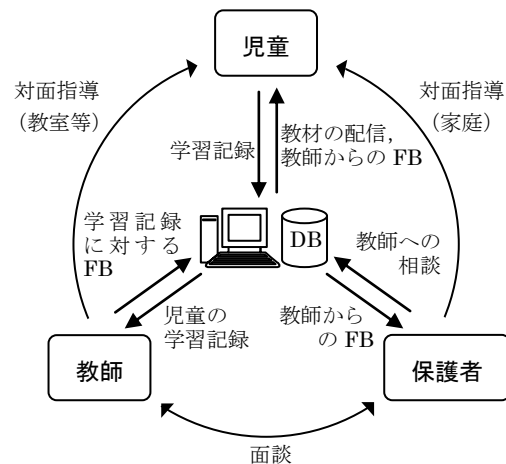 児童
対面指導
（教室等）
対面指導
（家庭）
学習記録
教材の配信，
教師からの FB
学習記録
に対する
FB
DB
教師への
相談
児童の
学習記録
教師から
の FB
教師
保護者
面談